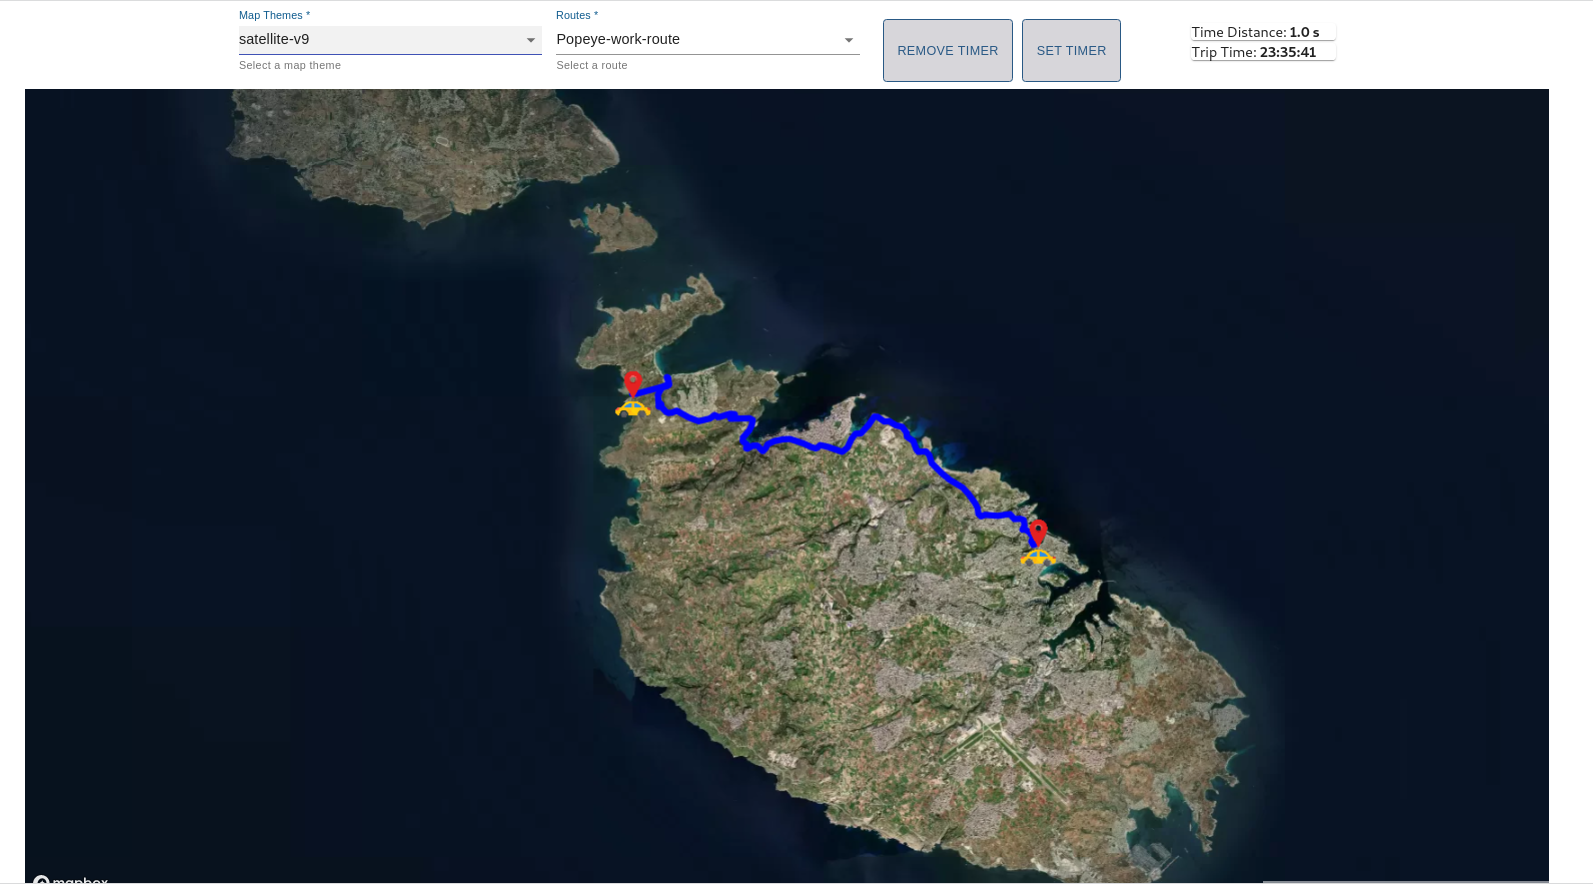 Map Themes *
satellite-v9
Select a map theme
Routes *
Popeye-work-route
Select a route
REMOVE TIMER
SET TIMER
Time Distance: 1.0 s
Trip Time: 23:35:41
mapbox